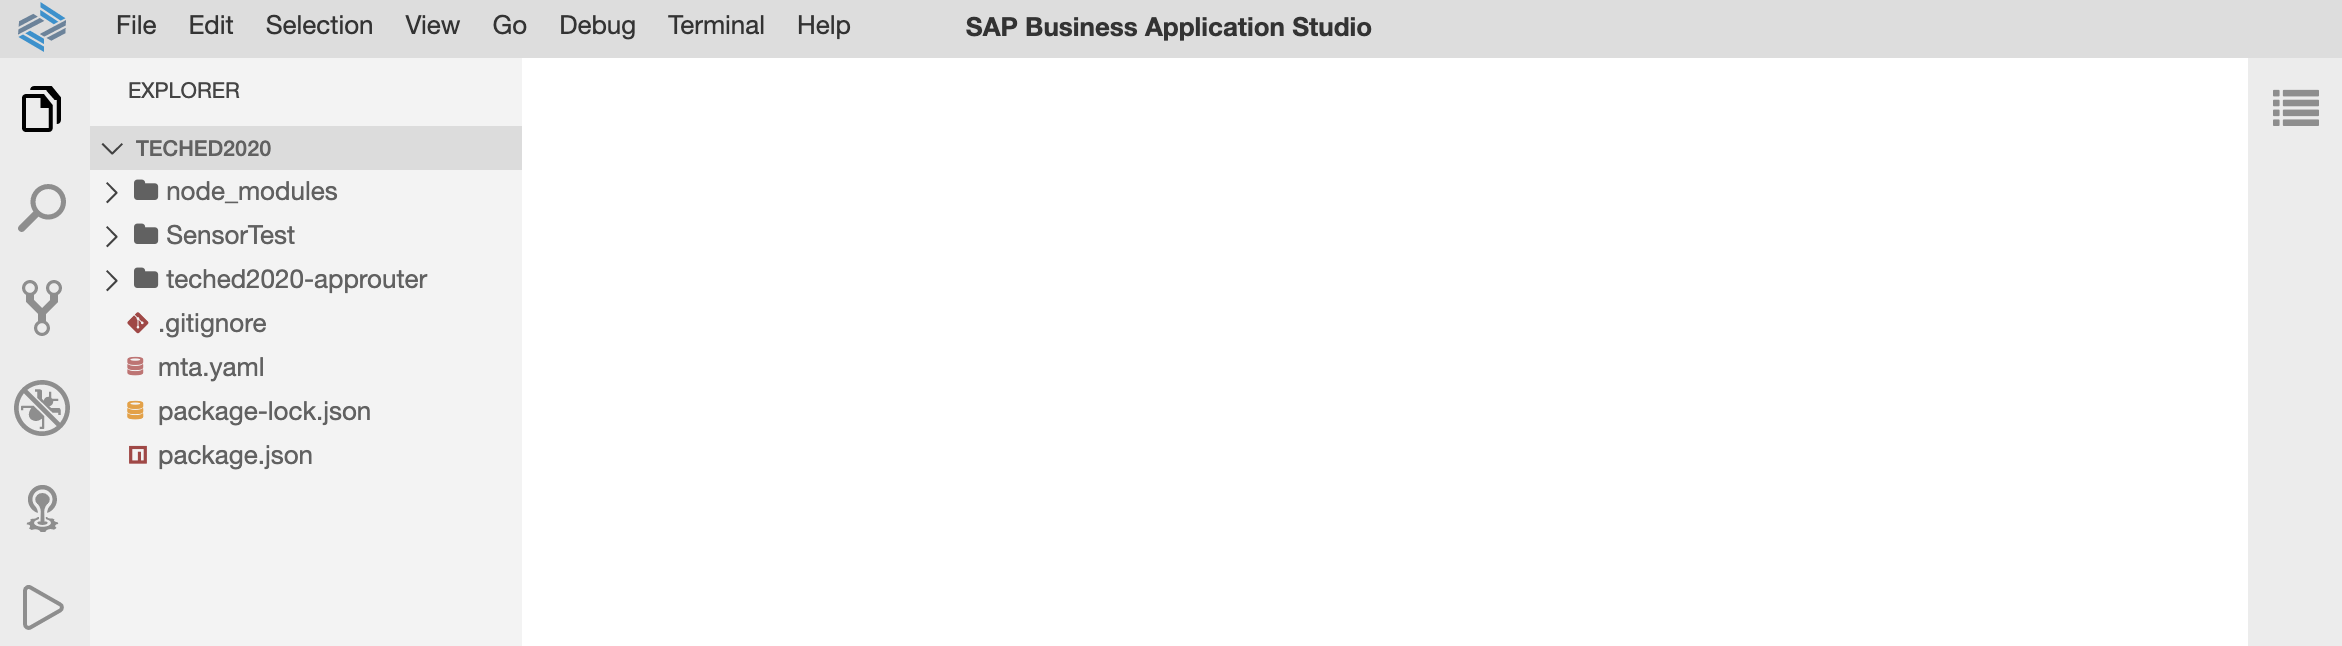 File Edit Selection View Go Debug Terminal Help SAP Business Application Studio
EXPLORER
TECHED2020
node_modules
SensorTest
teched2020-approuter
.gitignore
mta.yaml
package-lock.json
package.json